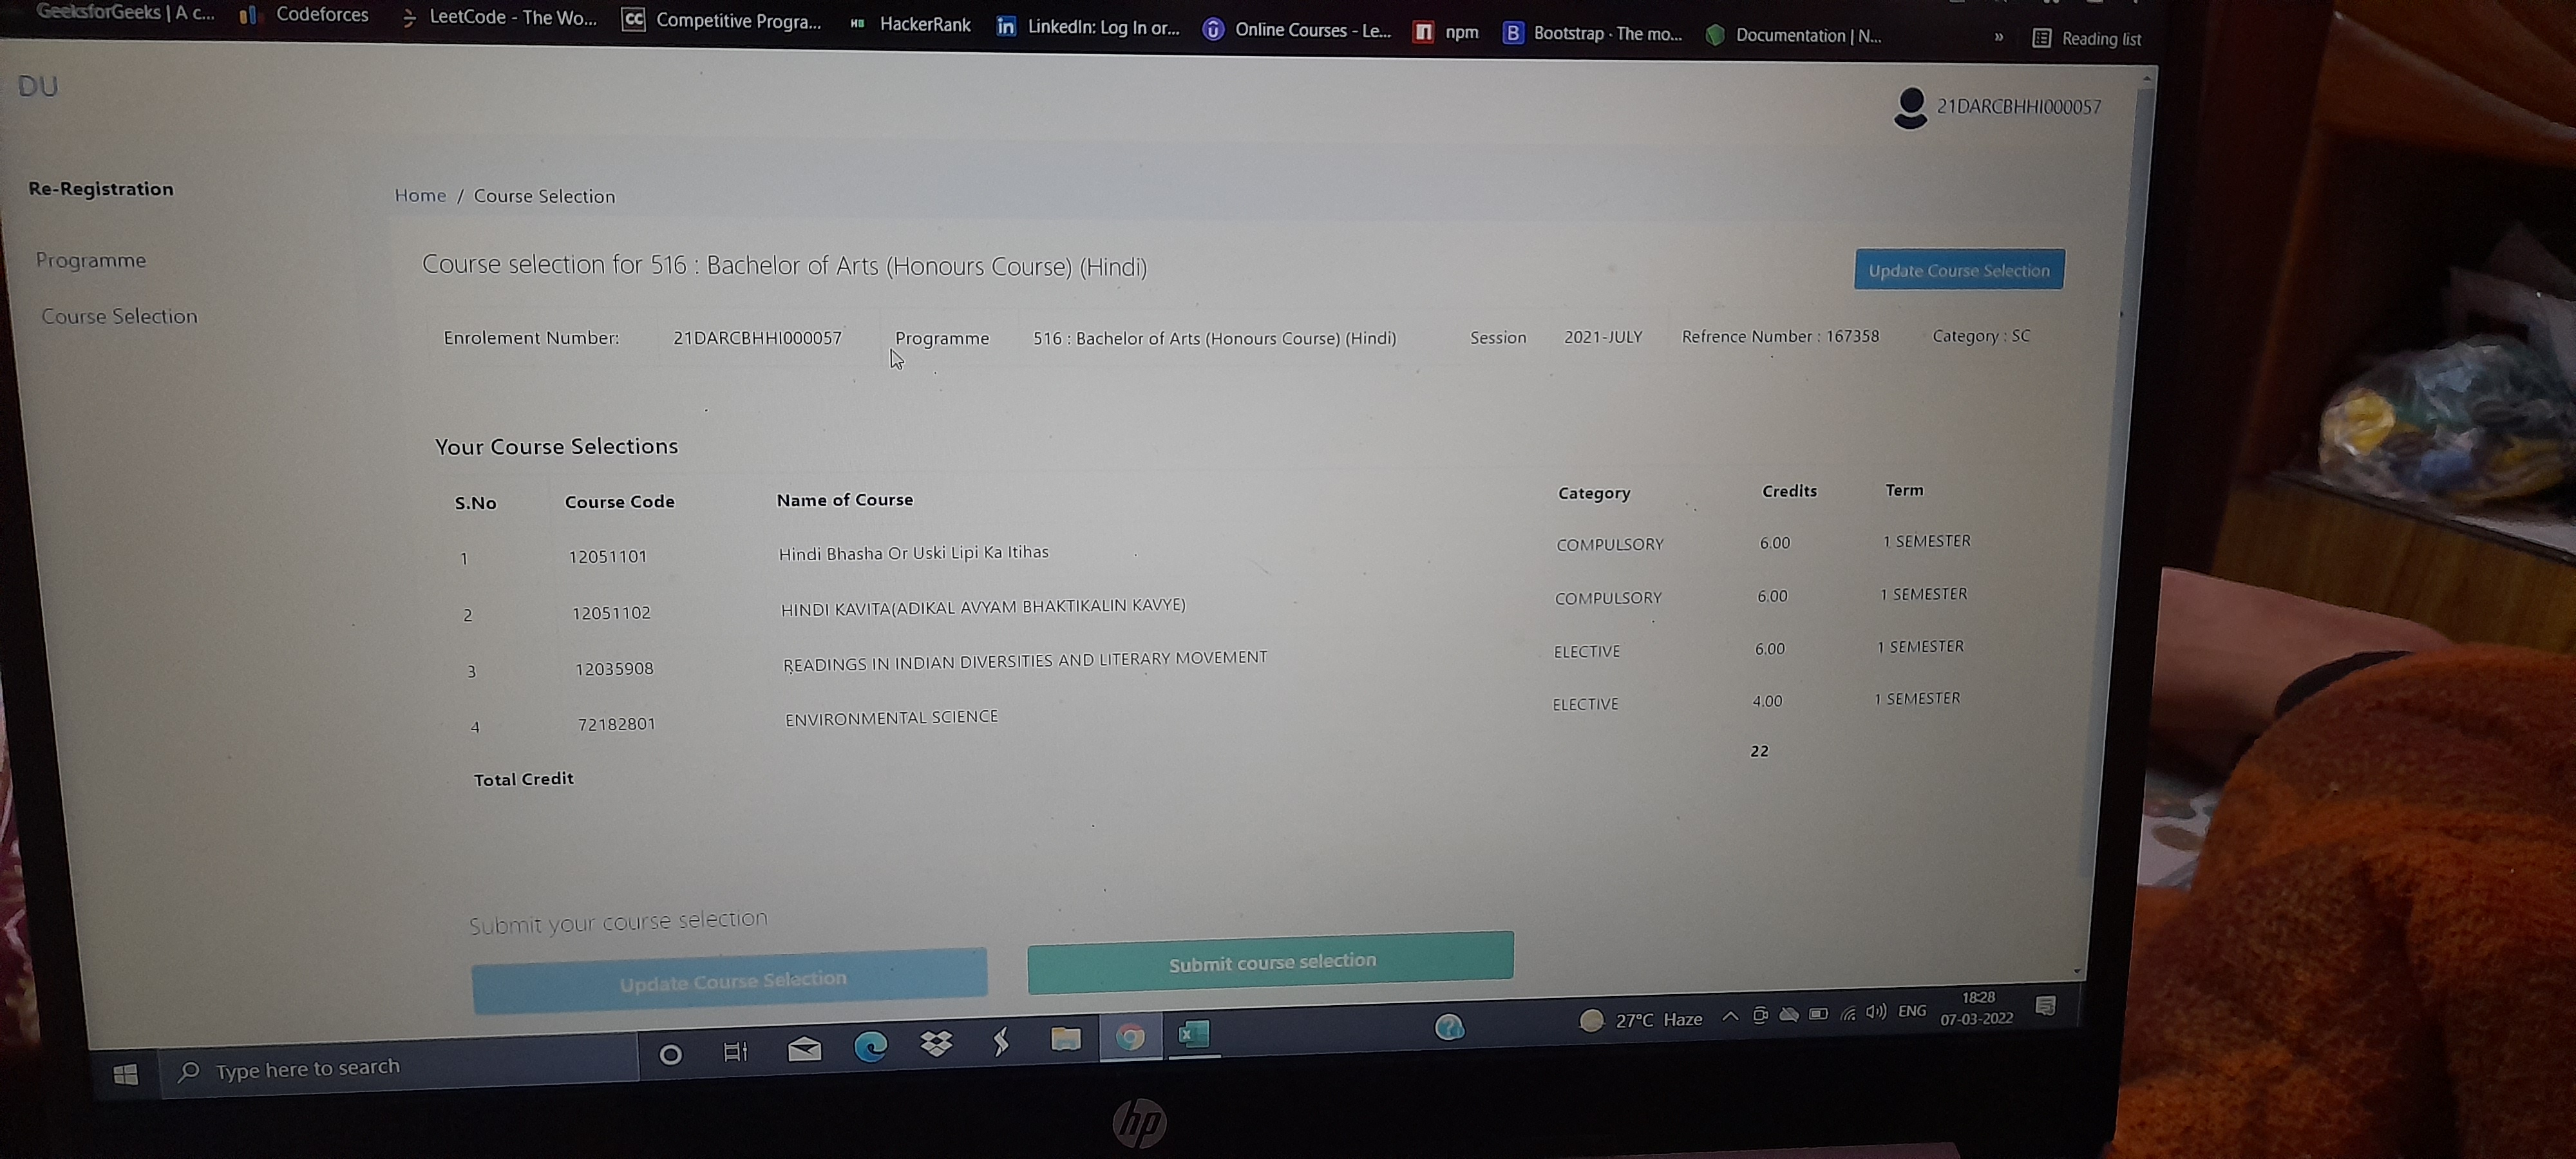 GeeksforGeeks | A c... Codeforces LeetCode - The Wo... CC Competitive Progra... HackerRank in LinkedIn: Log In or... Online Courses - Le... npm B Bootstrap · The mo... Documentation | N... » Reading list
DU
21DARCBHHI000057
Re-Registration
Home / Course Selection
Programme
Course selection for 516 : Bachelor of Arts (Honours Course) (Hindi) Update Course Selection
Course Selection
Enrolement Number: 21DARCBHHI000057 Programme 516 : Bachelor of Arts (Honours Course) (Hindi) Session 2021-JULY Refrence Number : 167358 Category : SC
Your Course Selections
S.No Course Code Name of Course Category Credits Term
1 12051101 Hindi Bhasha Or Uski Lipi Ka Itihas COMPULSORY 6.00 1 SEMESTER
2 12051102 HINDI KAVITA(ADIKAL AVYAM BHAKTIKALIN KAVYE) COMPULSORY 6.00 1 SEMESTER
3 12035908 READINGS IN INDIAN DIVERSITIES AND LITERARY MOVEMENT ELECTIVE 6.00 1 SEMESTER
4 72182801 ENVIRONMENTAL SCIENCE ELECTIVE 4.00 1 SEMESTER
Total Credit 22
Submit your course selection
Update Course Selection Submit course selection
Type here to search 27°C Haze ENG 18:28
07-03-2022
hp